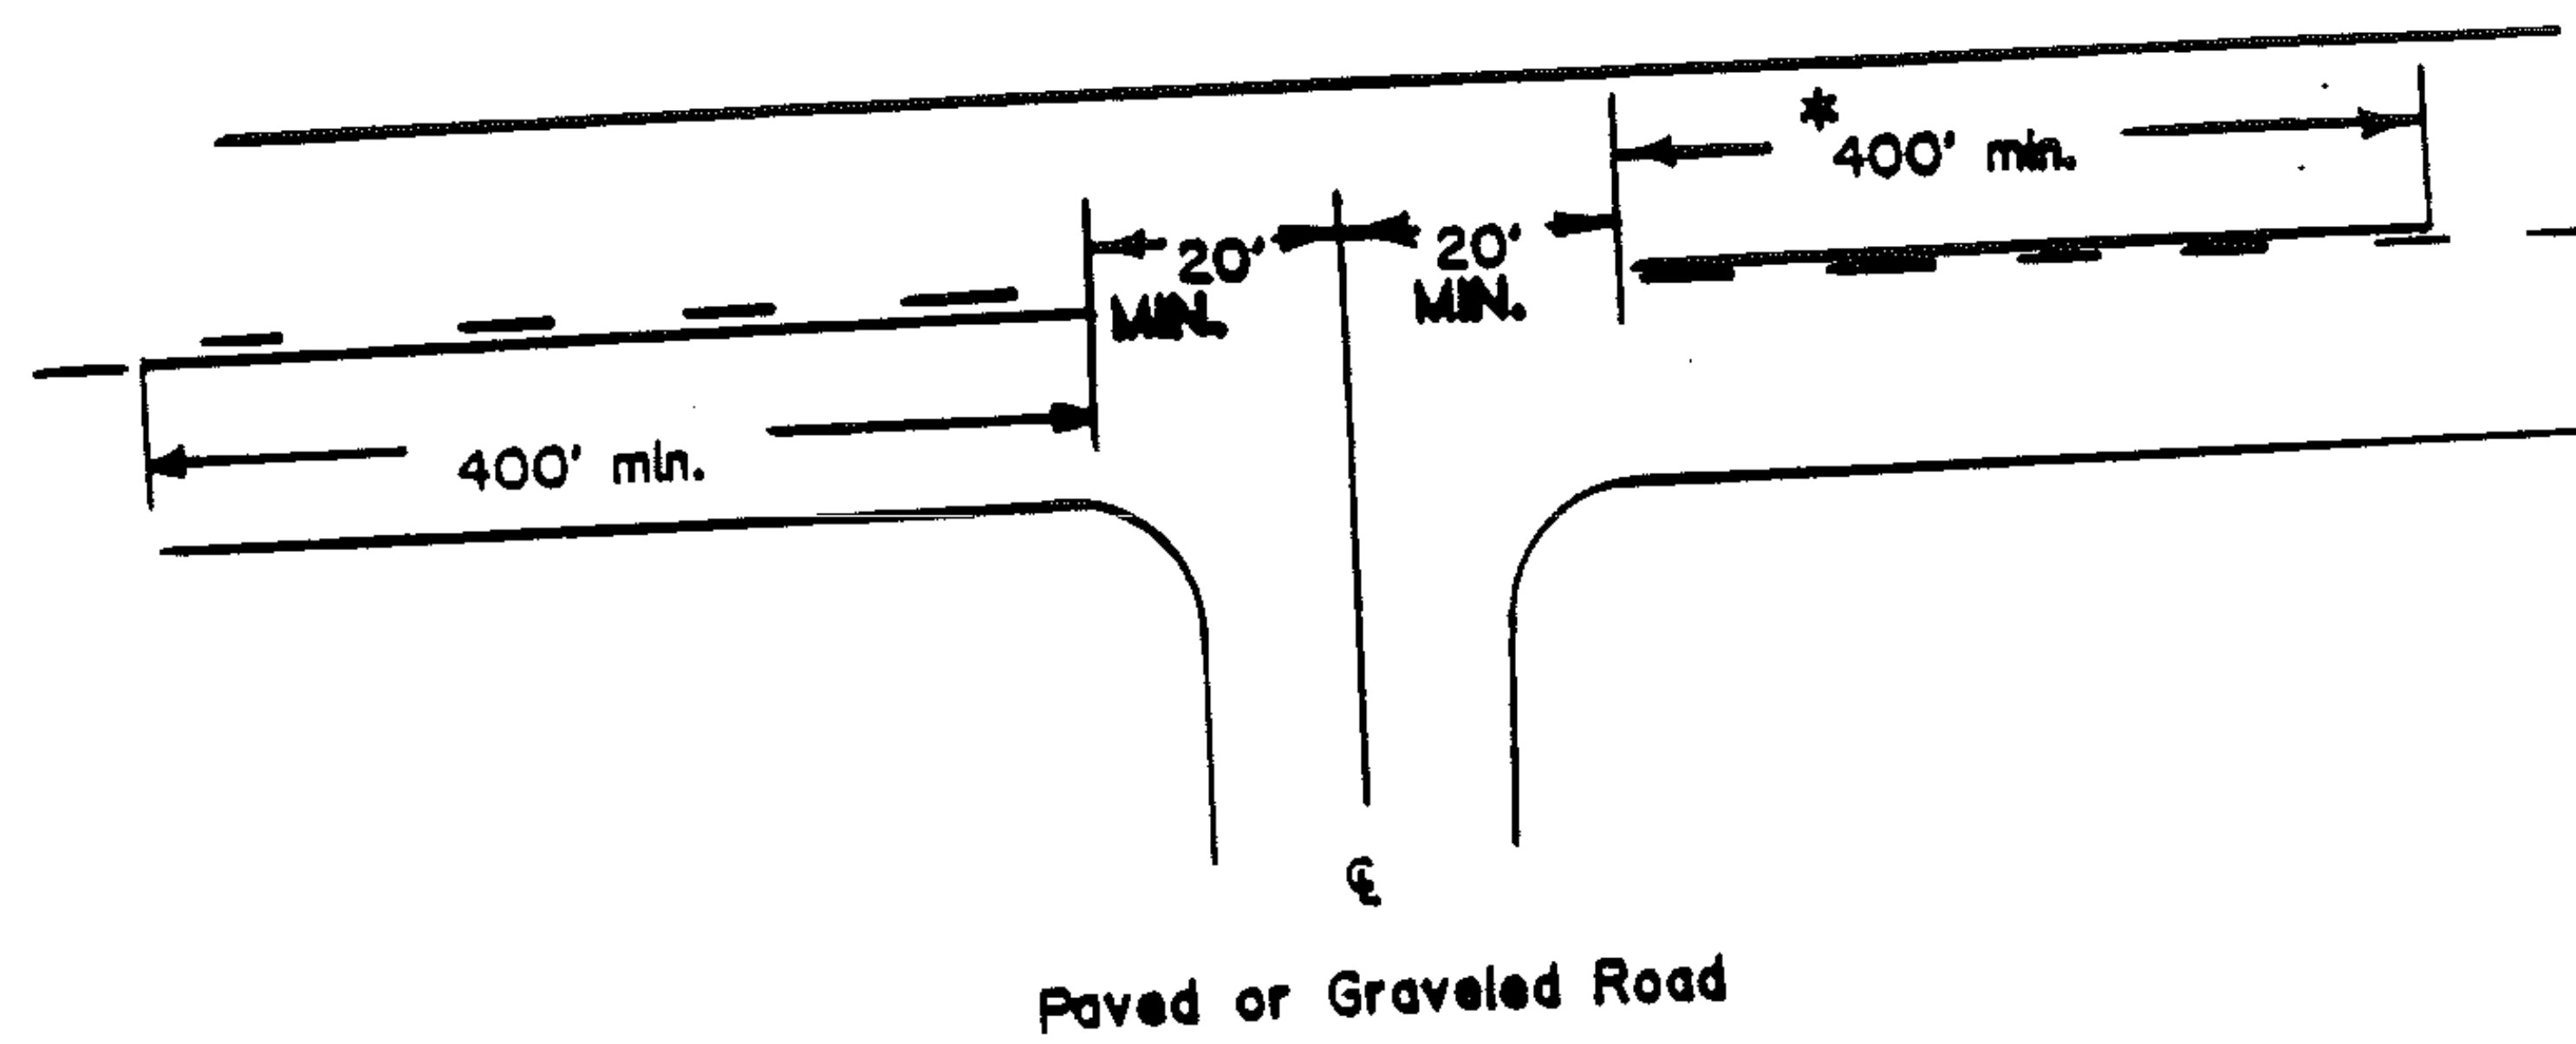 *400' min.
20' MIN.
20' MIN.
400' min.
℄
Paved or Graveled Road